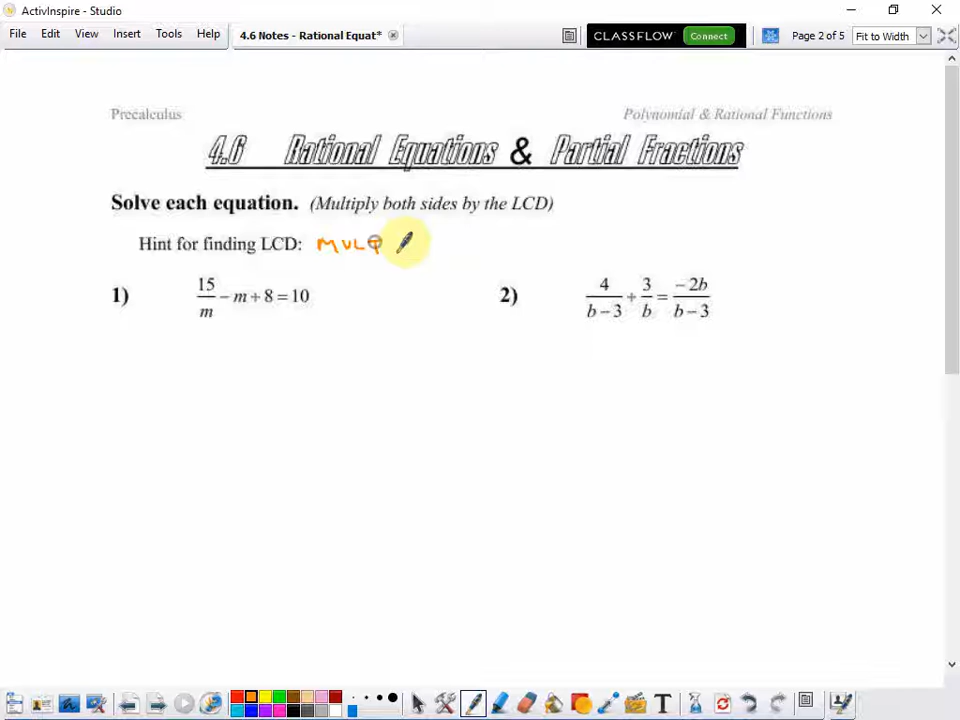 ActivInspire - Studio
File Edit View Insert Tools Help 4.6 Notes - Rational Equat* CLASSFLOW Connect Page 2 of 5 Fit to Width
Precalculus Polynomial & Rational Functions
4.6 Rational Equations & Partial Fractions
Solve each equation. (Multiply both sides by the LCD)
Hint for finding LCD: MULT
1) 15/m - m + 8 = 10 2) 4/(b-3) + 3/b = -2b/(b-3)